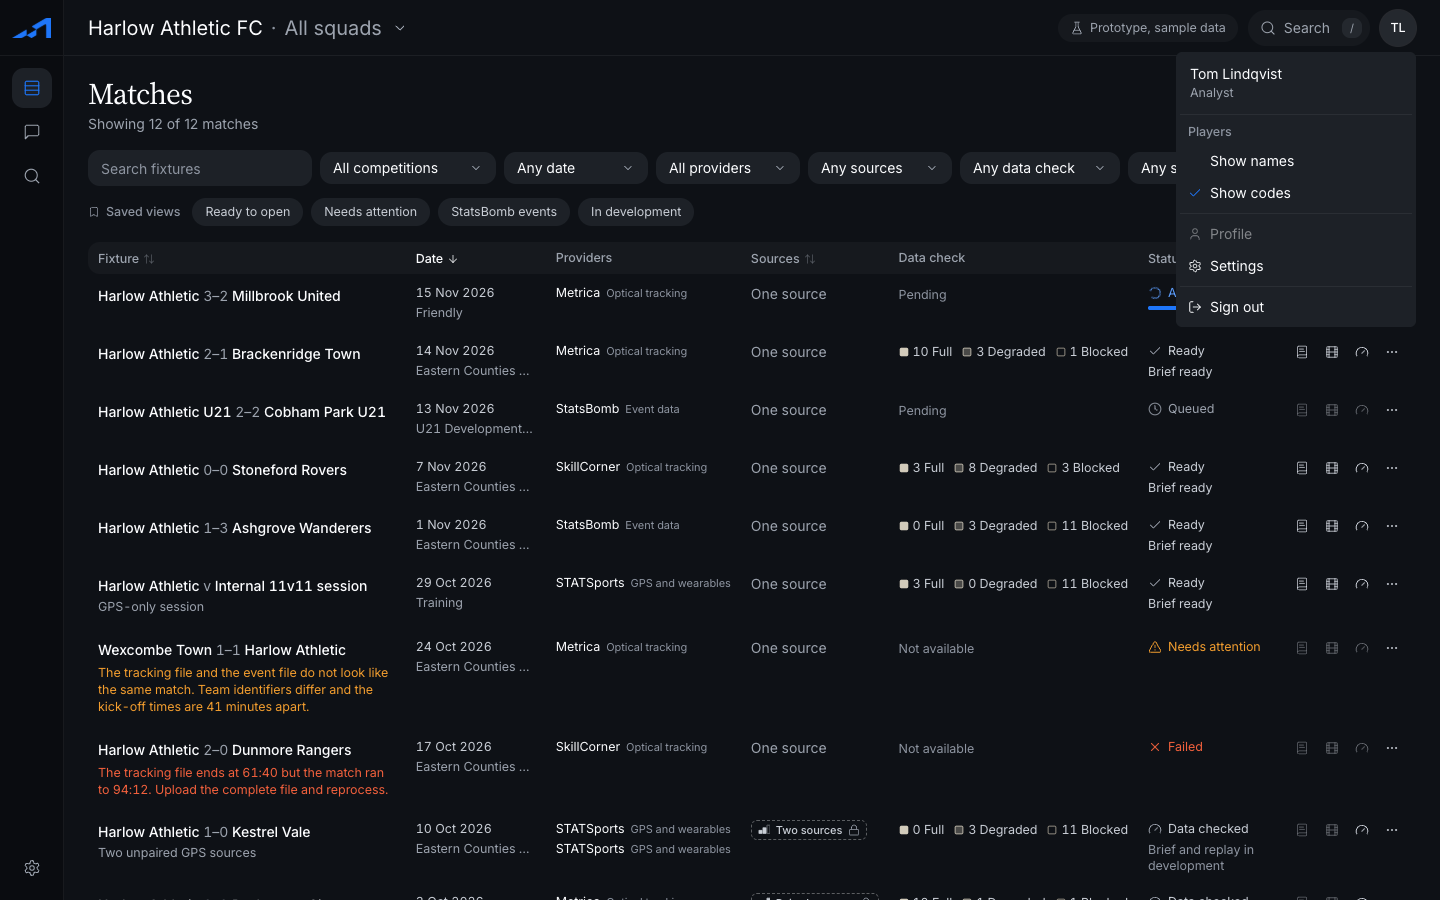 Harlow Athletic FC · All squads
Prototype, sample data
Search /
TL
Tom Lindqvist
Analyst
Players
Show names
Show codes
Profile
Settings
Sign out
Matches
Showing 12 of 12 matches
Search fixtures
All competitions
Any date
All providers
Any sources
Any data check
Any s
Saved views
Ready to open
Needs attention
StatsBomb events
In development
Fixture Date Providers Sources Data check Statu
Harlow Athletic 3–2 Millbrook United 15 Nov 2026 Metrica Optical tracking One source Pending A
Friendly
Harlow Athletic 2–1 Brackenridge Town 14 Nov 2026 Metrica Optical tracking One source 10 Full 3 Degraded 1 Blocked Ready
Eastern Counties ... Brief ready
Harlow Athletic U21 2–2 Cobham Park U21 13 Nov 2026 StatsBomb Event data One source Pending Queued
U21 Development...
Harlow Athletic 0–0 Stoneford Rovers 7 Nov 2026 SkillCorner Optical tracking One source 3 Full 8 Degraded 3 Blocked Ready
Eastern Counties ... Brief ready
Harlow Athletic 1–3 Ashgrove Wanderers 1 Nov 2026 StatsBomb Event data One source 0 Full 3 Degraded 11 Blocked Ready
Eastern Counties ... Brief ready
Harlow Athletic v Internal 11v11 session 29 Oct 2026 STATSports GPS and wearables One source 3 Full 0 Degraded 11 Blocked Ready
GPS-only session Training Brief ready
Wexcombe Town 1–1 Harlow Athletic 24 Oct 2026 Metrica Optical tracking One source Not available Needs attention
Eastern Counties ...
The tracking file and the event file do not look like
the same match. Team identifiers differ and the
kick-off times are 41 minutes apart.
Harlow Athletic 2–0 Dunmore Rangers 17 Oct 2026 SkillCorner Optical tracking One source Not available Failed
Eastern Counties ...
The tracking file ends at 61:40 but the match ran
to 94:12. Upload the complete file and reprocess.
Harlow Athletic 1–0 Kestrel Vale 10 Oct 2026 STATSports GPS and wearables Two sources 0 Full 3 Degraded 11 Blocked Data checked
Two unpaired GPS sources Eastern Counties ... STATSports GPS and wearables Brief and replay in
development